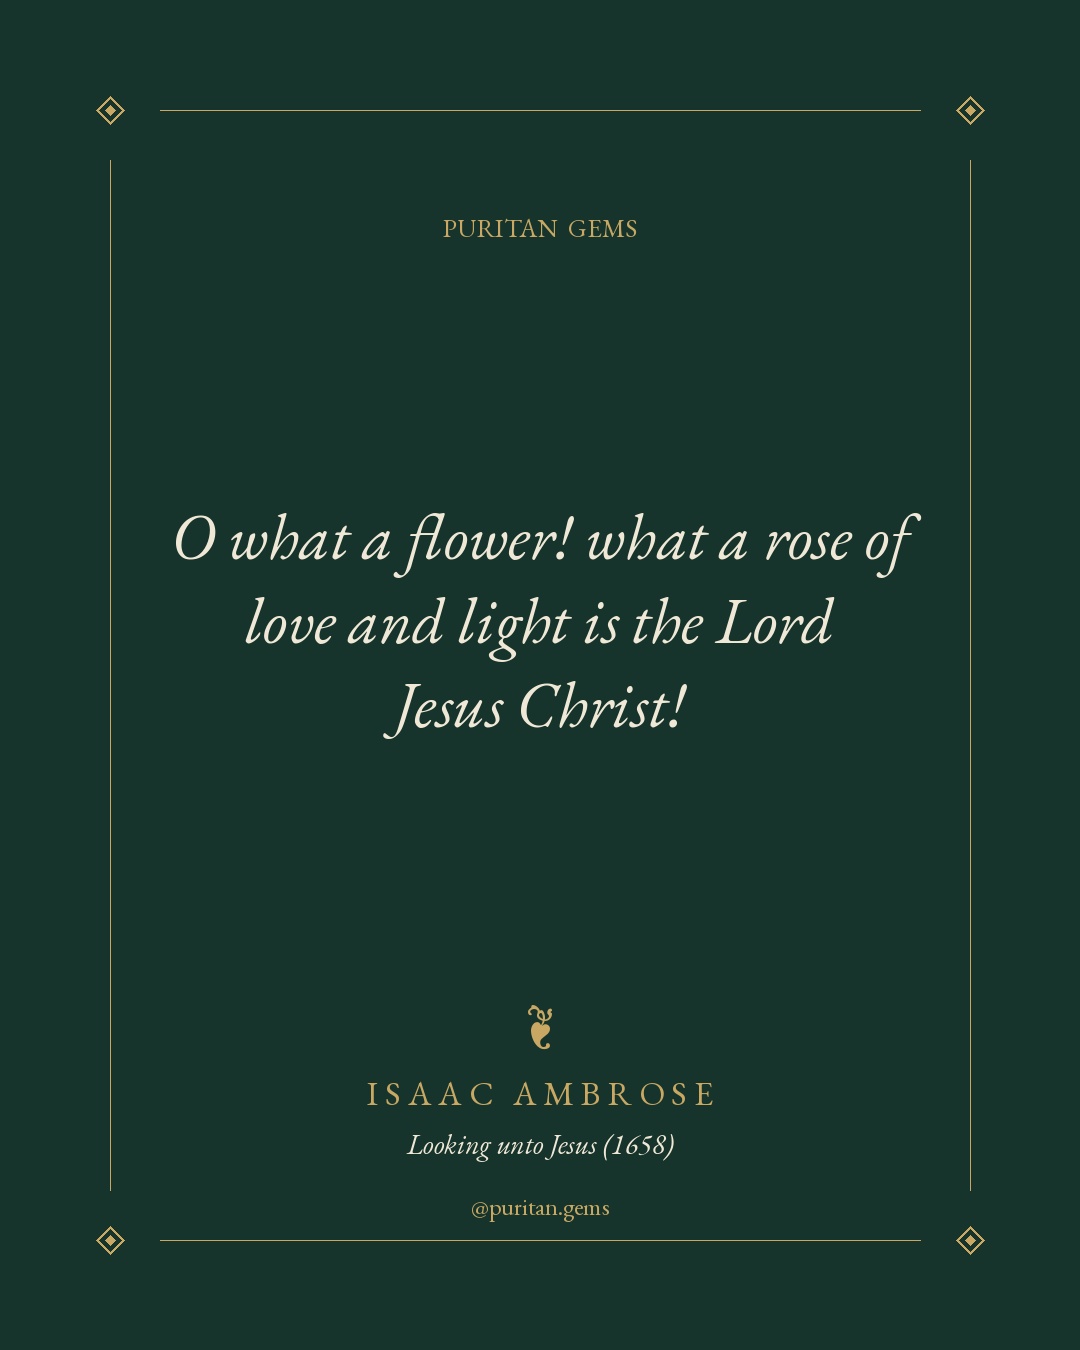 PURITAN GEMS
O what a flower! what a rose of
love and light is the Lord
Jesus Christ!
ISAAC AMBROSE
Looking unto Jesus (1658)
@puritan.gems